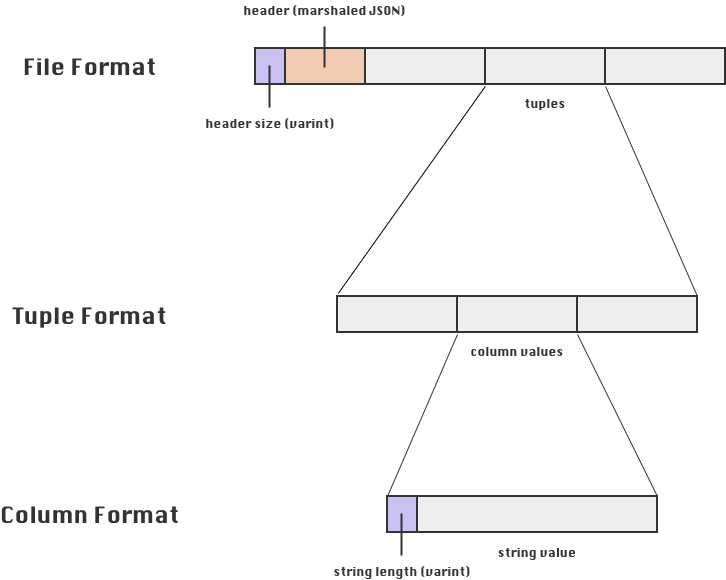 header (marshaled JSON)
File Format
header size (varint)
tuples
Tuple Format
column values
Column Format
string value
string length (varint)